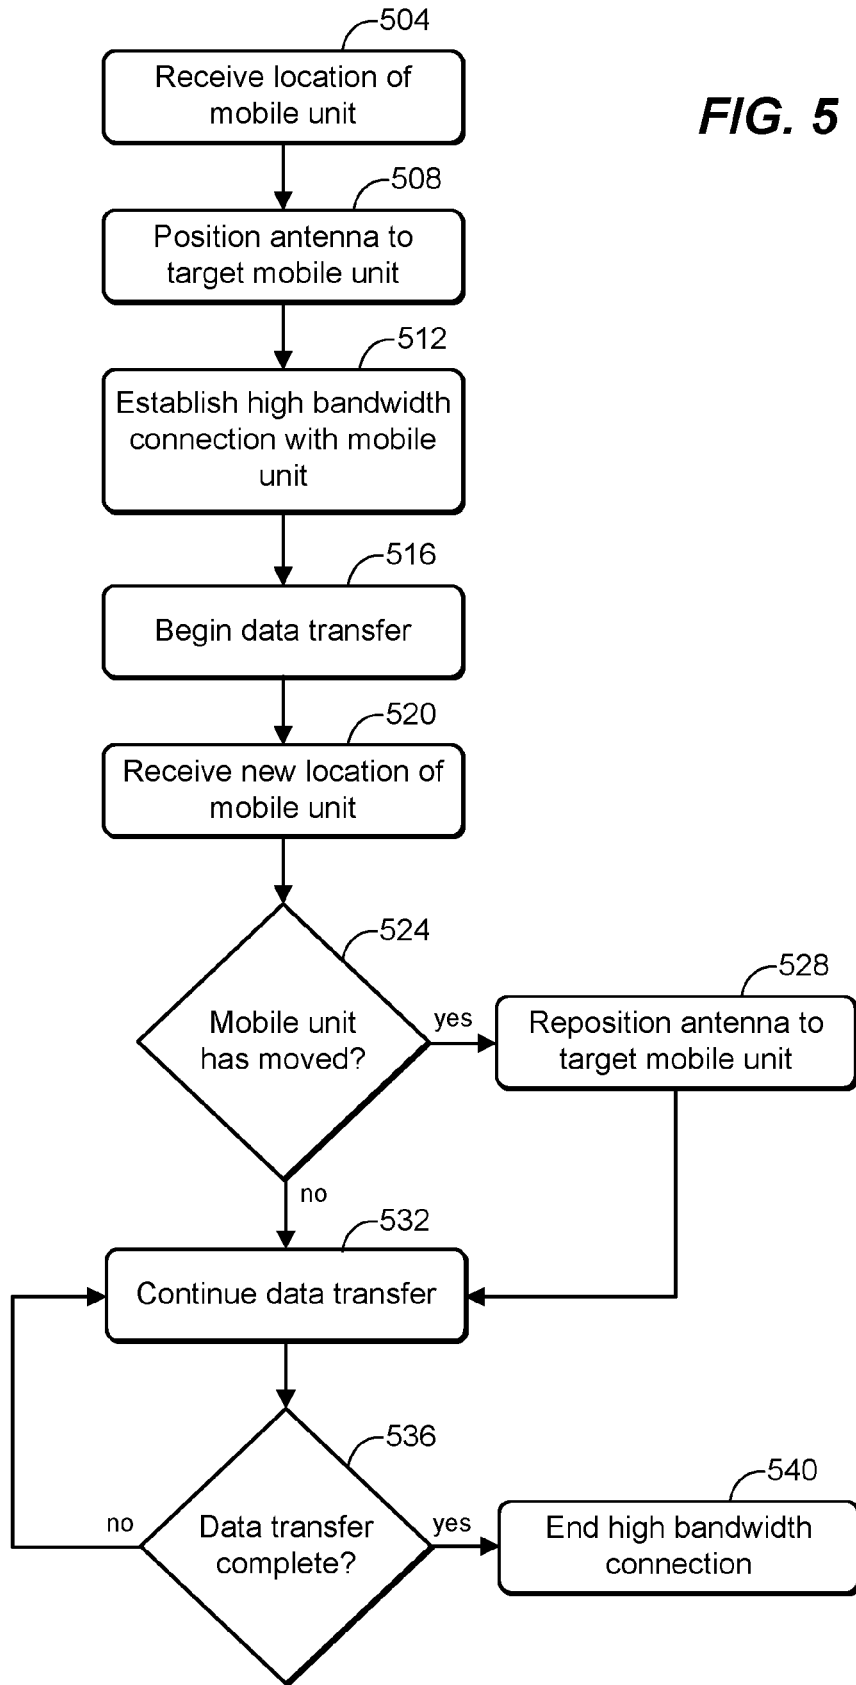 504
Receive location of
mobile unit
FIG. 5
508
Position antenna to
target mobile unit
512
Establish high bandwidth
connection with mobile
unit
516
Begin data transfer
520
Receive new location of
mobile unit
524
Mobile unit
has moved?
yes
528
Reposition antenna to
target mobile unit
no
532
Continue data transfer
536
Data transfer
complete?
no
yes
540
End high bandwidth
connection